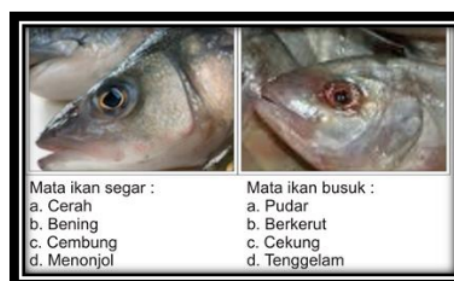 Mata ikan segar :
a. Cerah
b. Bening
c. Cembung
d. Menonjol
Mata ikan busuk :
a. Pudar
b. Berkerut
c. Cekung
d. Tenggelam